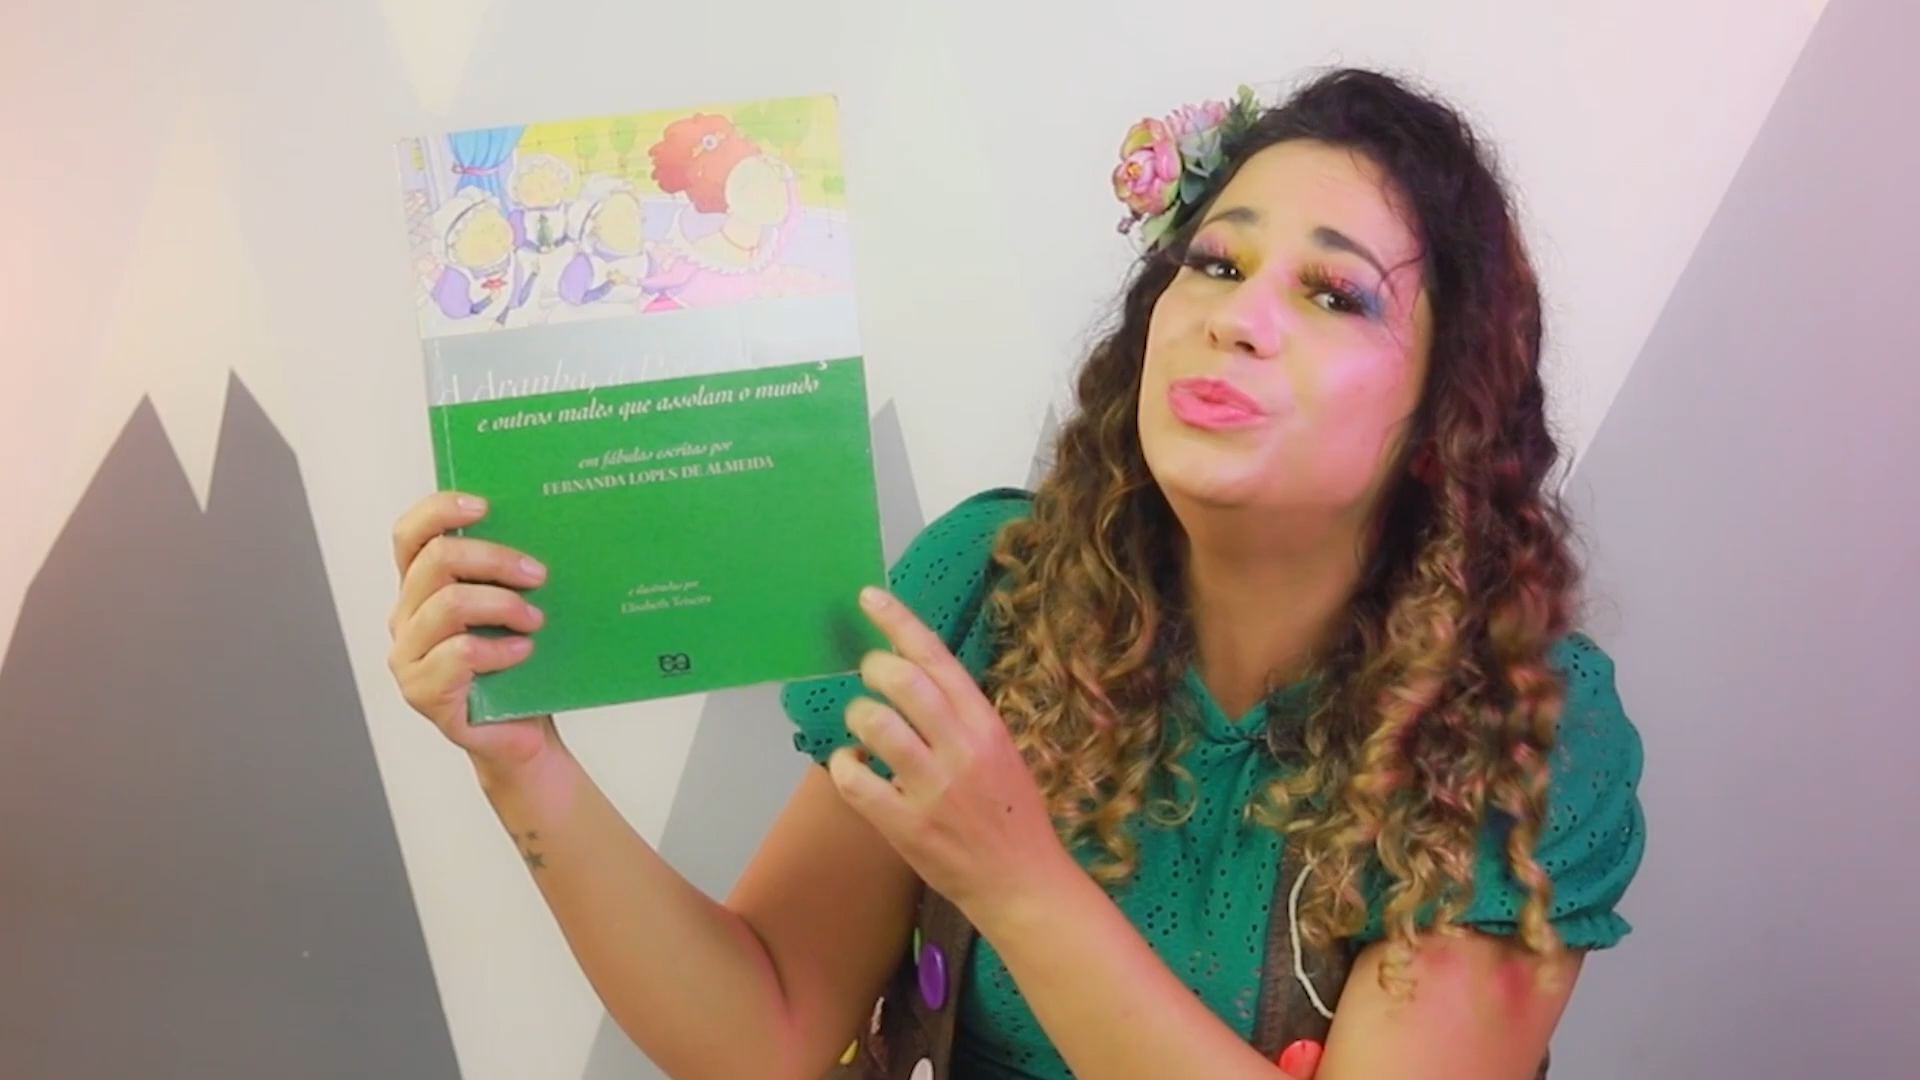 A Aranha, a
e outros males que assolam o mundo
em fábulas escritas por
FERNANDA LOPES DE ALMEIDA
e ilustradas por
Elisabeth Teixeira